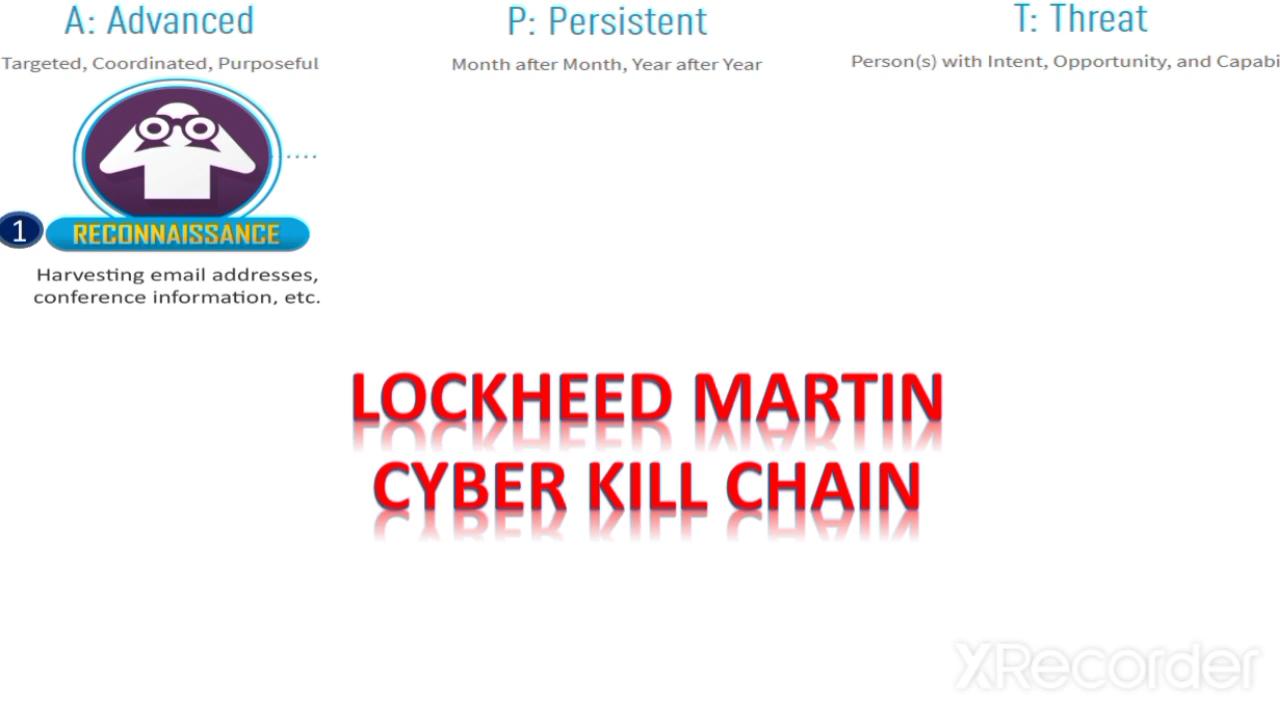 A: Advanced
P: Persistent
T: Threat
Targeted, Coordinated, Purposeful
Month after Month, Year after Year
Person(s) with Intent, Opportunity, and Capabi
1
RECONNAISSANCE
Harvesting email addresses,
conference information, etc.
LOCKHEED MARTIN
CYBER KILL CHAIN
XRecorder